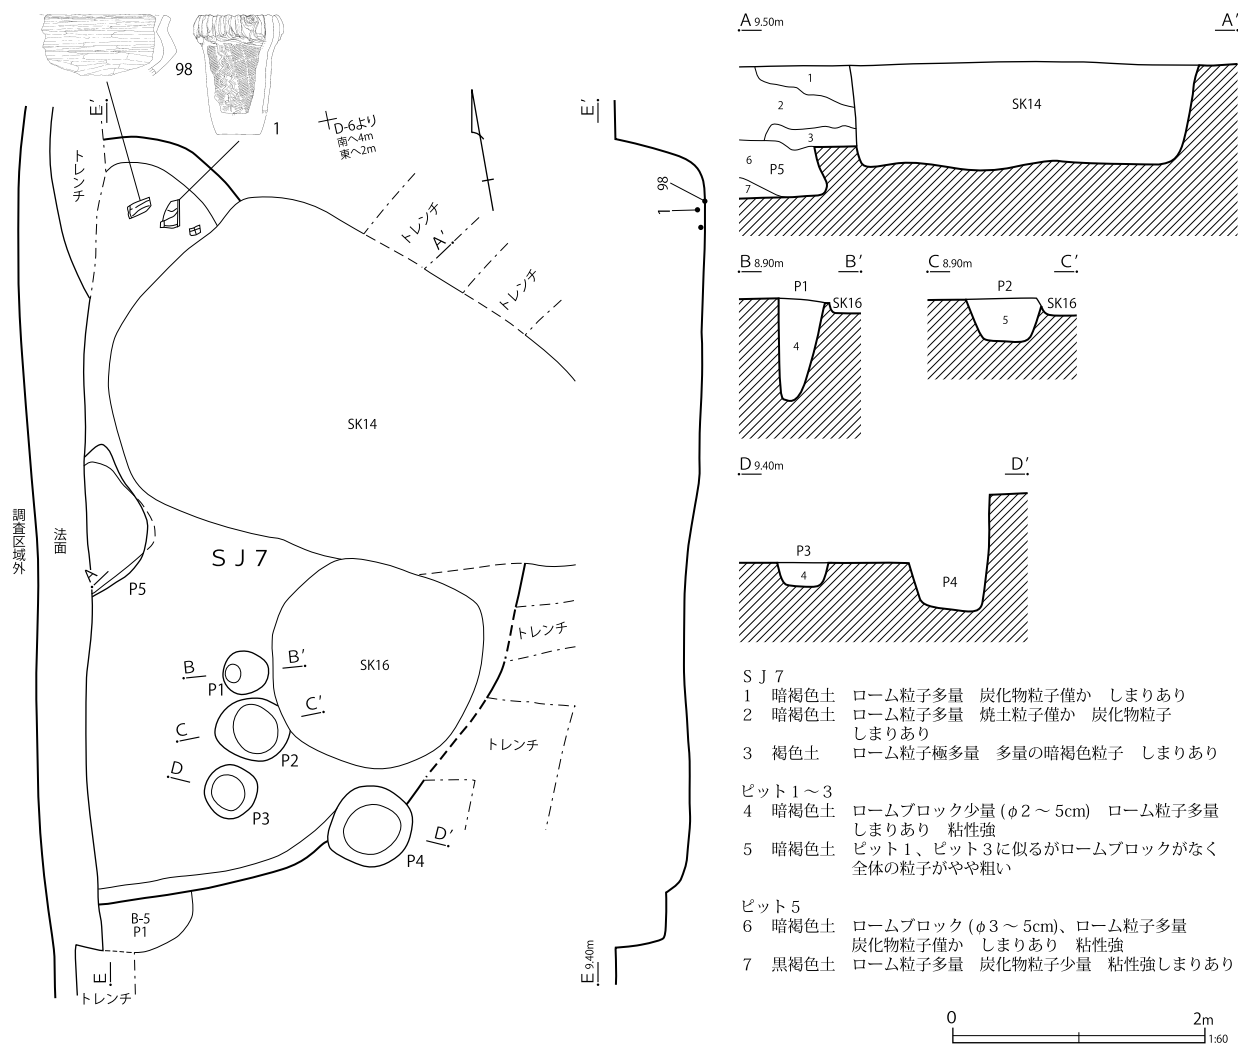 98
1
E′
トレンチ
D-6より
南へ4m
東へ2m
トレンチ
A′
トレンチ
SK14
調査区域外
法面
SJ7
A
P5
トレンチ
B
B′
P1
SK16
C
C′
P2
トレンチ
D
P3
D′
P4
B-5
P1
E
トレンチ
E′
98
1
E 9.40m
A 9.50m
A′
1
2
3
SK14
6
P5
7
B 8.90m
B′
P1
SK16
4
C 8.90m
C′
P2
SK16
5
D 9.40m
D′
P3
4
P4
ＳＪ７
1 暗褐色土 ローム粒子多量 炭化物粒子僅か しまりあり
2 暗褐色土 ローム粒子多量 焼土粒子僅か 炭化物粒子
しまりあり
3 褐色土 ローム粒子極多量 多量の暗褐色粒子 しまりあり
ピット１～３
4 暗褐色土 ロームブロック少量 (φ２～5cm) ローム粒子多量
しまりあり 粘性強
5 暗褐色土 ピット１、ピット３に似るがロームブロックがなく
全体の粒子がやや粗い
ピット５
6 暗褐色土 ロームブロック (φ３～5cm)、ローム粒子多量
炭化物粒子僅か しまりあり 粘性強
7 黒褐色土 ローム粒子多量 炭化物粒子少量 粘性強しまりあり
0
2m
1:60